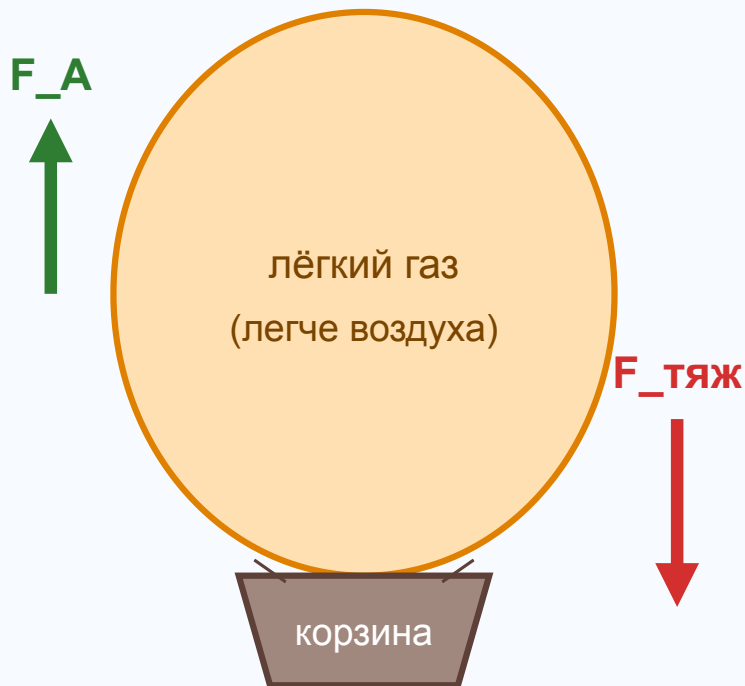 F_A
лёгкий газ
(легче воздуха)
F_тяж
корзина